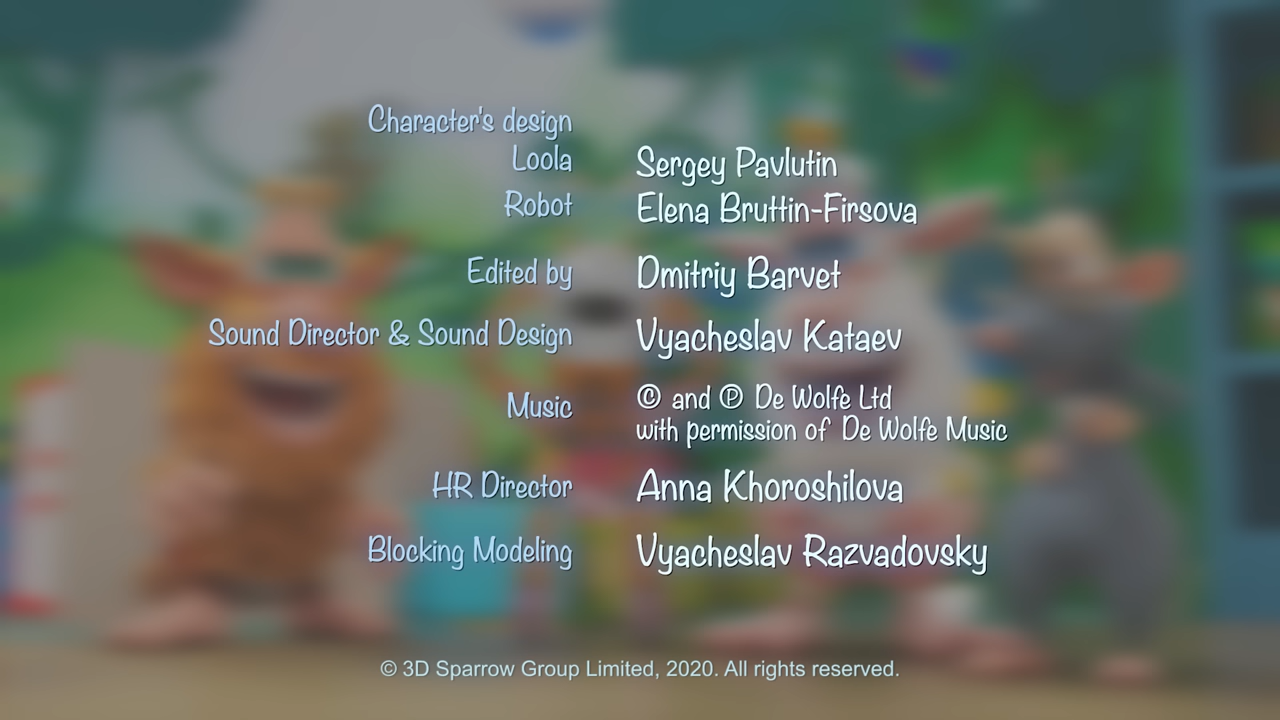 Character's design
Loola Sergey Pavlutin
Robot Elena Bruttin-Firsova
Edited by Dmitriy Barvet
Sound Director & Sound Design Vyacheslav Kataev
Music © and ℗ De Wolfe Ltd
with permission of De Wolfe Music
HR Director Anna Khoroshilova
Blocking Modeling Vyacheslav Razvadovsky
© 3D Sparrow Group Limited, 2020. All rights reserved.